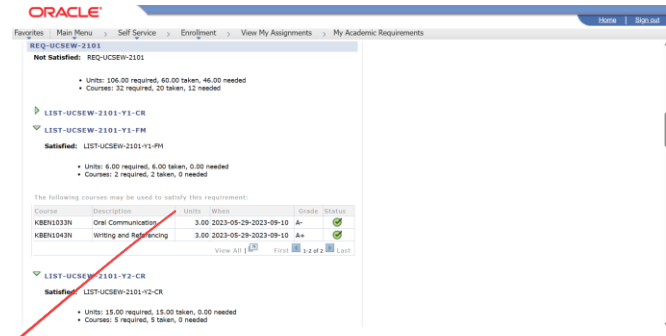 ORACLE
Home | Sign out
Favorites Main Menu > Self Service > Enrollment > View My Assignments > My Academic Requirements
REQ-UCSEW-2101
Not Satisfied: REQ-UCSEW-2101
• Units: 106.00 required, 60.00 taken, 46.00 needed
• Courses: 32 required, 20 taken, 12 needed
LIST-UCSEW-2101-Y1-CR
LIST-UCSEW-2101-Y1-FM
Satisfied: LIST-UCSEW-2101-Y1-FM
• Units: 6.00 required, 6.00 taken, 0.00 needed
• Courses: 2 required, 2 taken, 0 needed
The following courses may be used to satisfy this requirement:
Course Description Units When Grade Status
KBEN1033N Oral Communication 3.00 2023-05-29-2023-09-10 A-
KBEN1043N Writing and Referencing 3.00 2023-05-29-2023-09-10 A+
View All | First 1-2 of 2 Last
LIST-UCSEW-2101-Y2-CR
Satisfied: LIST-UCSEW-2101-Y2-CR
• Units: 15.00 required, 15.00 taken, 0.00 needed
• Courses: 5 required, 5 taken, 0 needed